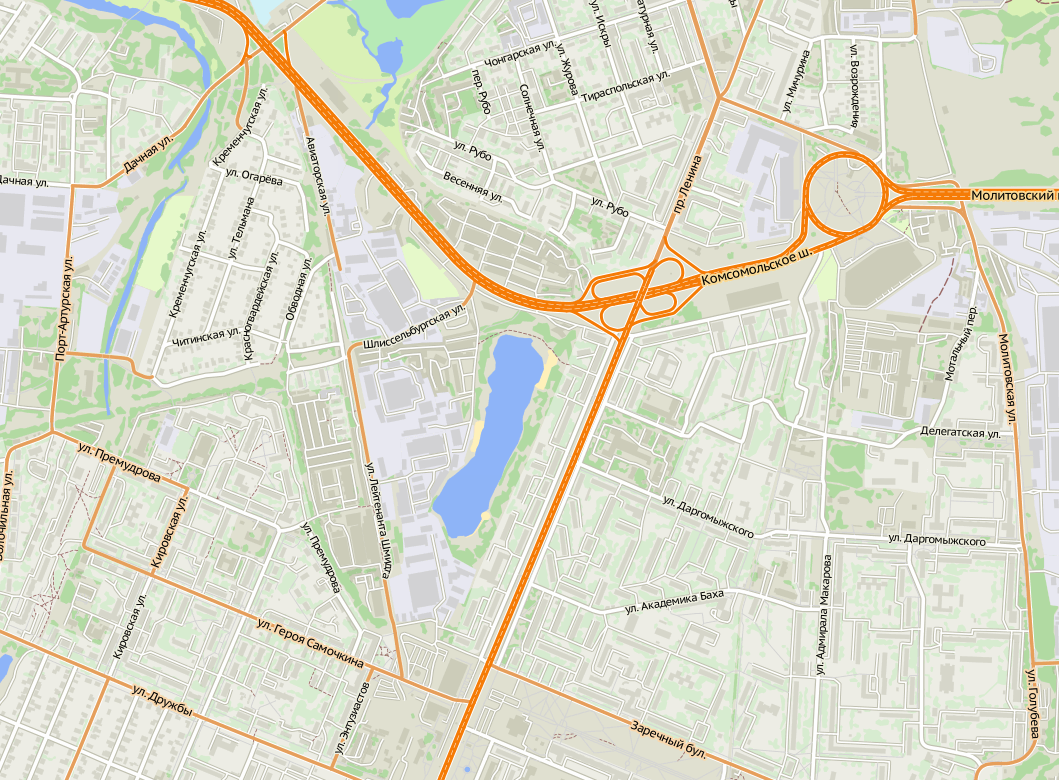 Чонгарская ул.
ул. Журова
ул. Искры
ул. Мичурина
ул. Возрождения
пер. Рубо
Тираспольская ул.
Солнечная ул.
Кременчугская ул.
Дачная ул.
Авиаторская ул.
ул. Рубо
ул. Огарёва
Дачная ул.
Весенняя ул.
пр. Ленина
Молитовский
ул. Рубо
ул. Тельмана
Кременчугская ул.
Красногвардейская ул.
Обводная ул.
Порт-Артурская ул.
Комсомольское ш.
Читинская ул.
Шлиссельбургская ул.
Мотальный пер.
Молитовская ул.
Делегатская ул.
ул. Премудрова
ул. Лейтенанта Шмидта
Кировская ул.
ул. Даргомыжского
ул. Даргомыжского
ул. Премудрова
ул. Академика Баха
ул. Адмирала Макарова
Кировская ул.
ул. Героя Самочкина
ул. Дружбы
ул. Энтузиастов
Заречный бул.
ул. Голубева